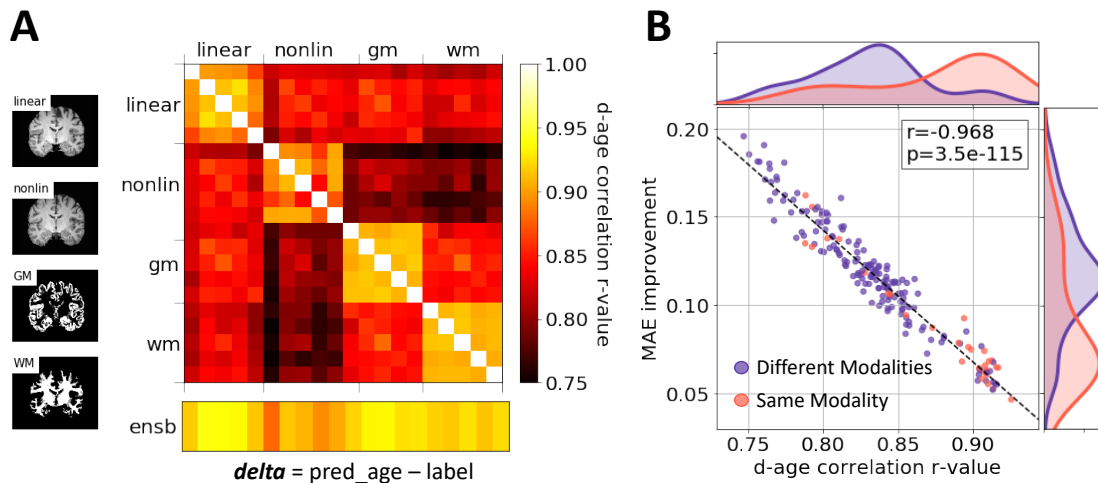 A
linear
nonlin
gm
wm
linear
nonlin
GM
WM
linear
nonlin
gm
wm
1.00
0.95
0.90
0.85
0.80
0.75
d-age correlation r-value
ensb
delta = pred_age – label
B
r=-0.968
p=3.5e-115
0.20
0.15
0.10
0.05
MAE improvement
Different Modalities
Same Modality
0.75
0.80
0.85
0.90
d-age correlation r-value